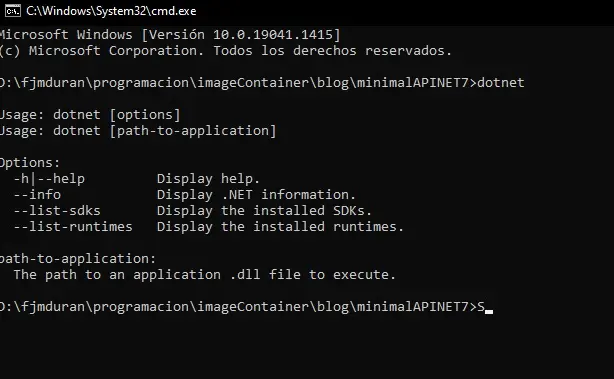 C:\Windows\System32\cmd.exe
Microsoft Windows [Versión 10.0.19041.1415]
(c) Microsoft Corporation. Todos los derechos reservados.
D:\fjmduran\programacion\imageContainer\blog\minimalAPINET7>dotnet
Usage: dotnet [options]
Usage: dotnet [path-to-application]
Options:
-h|--help Display help.
--info Display .NET information.
--list-sdks Display the installed SDKs.
--list-runtimes Display the installed runtimes.
path-to-application:
The path to an application .dll file to execute.
D:\fjmduran\programacion\imageContainer\blog\minimalAPINET7>S